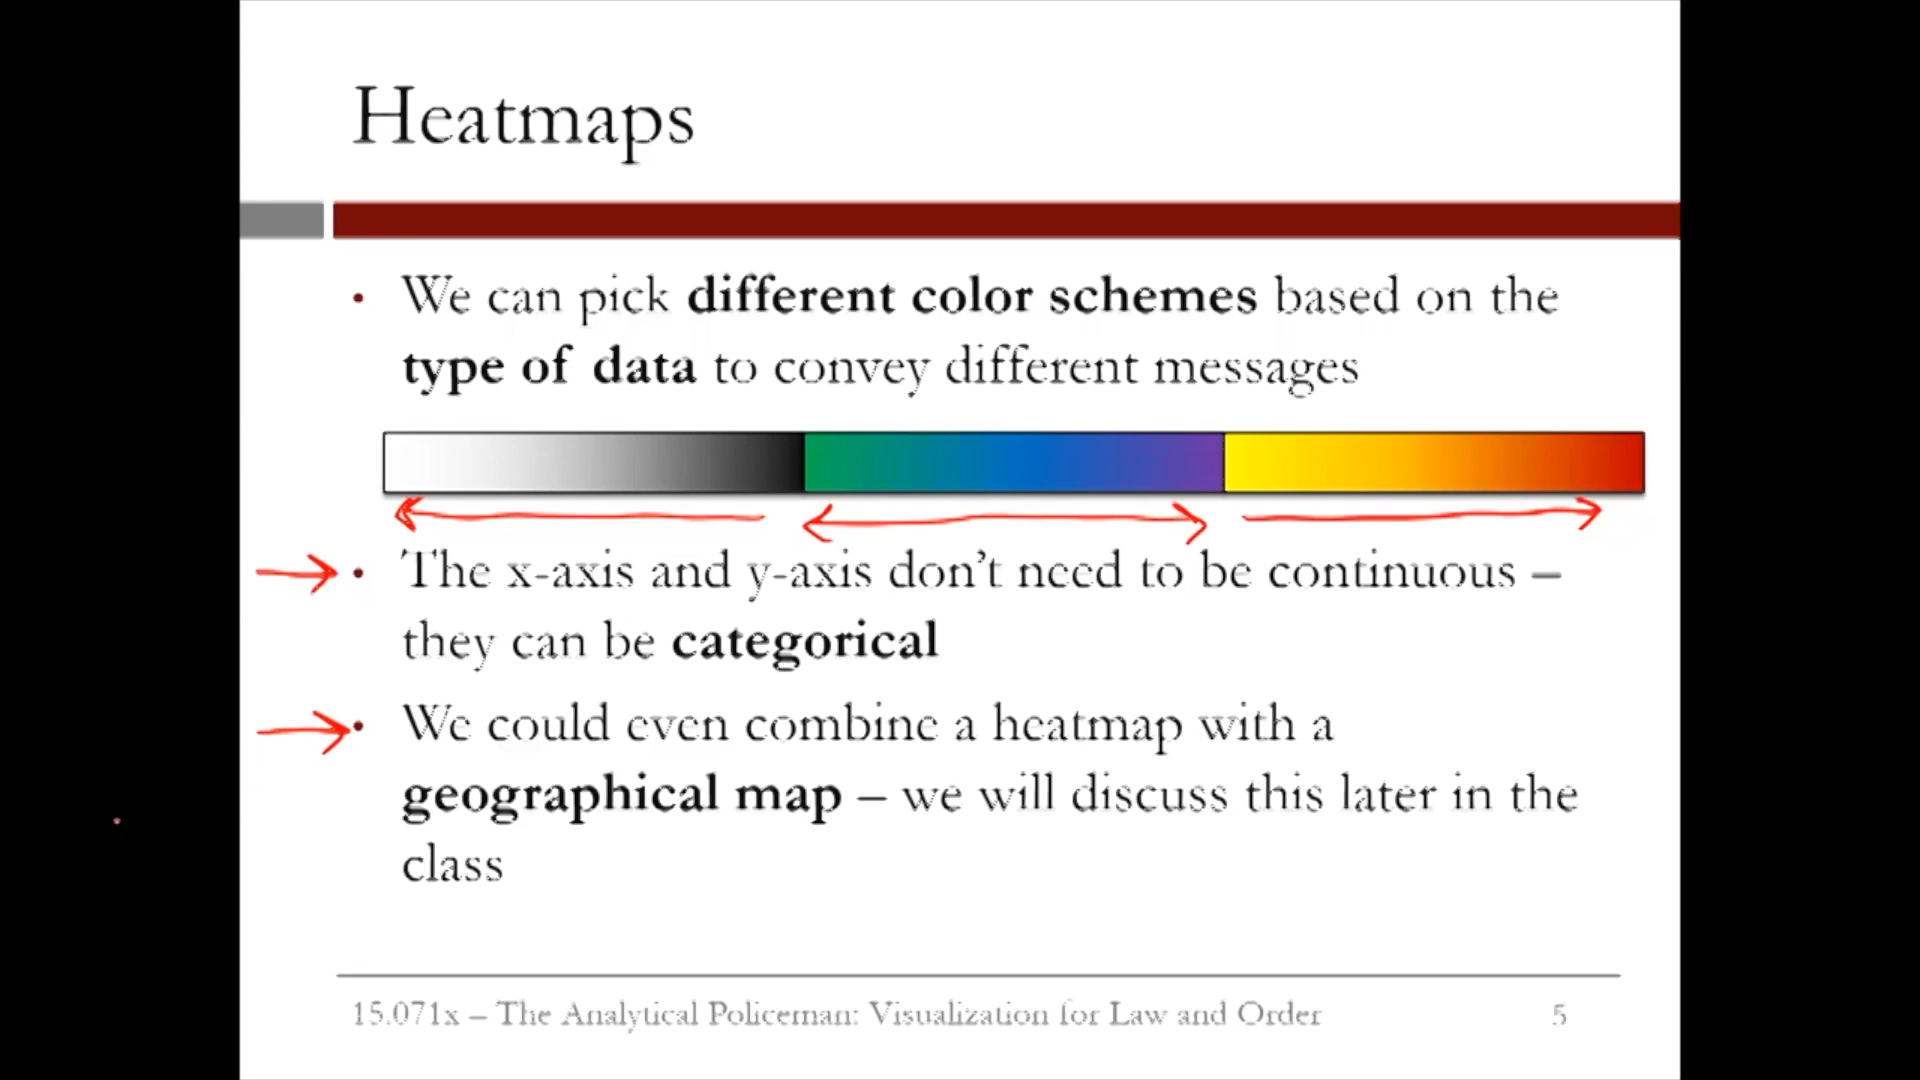 Heatmaps
• We can pick different color schemes based on the
type of data to convey different messages
• The x-axis and y-axis don't need to be continuous –
they can be categorical
• We could even combine a heatmap with a
geographical map – we will discuss this later in the
class
15.071x – The Analytical Policeman: Visualization for Law and Order 5